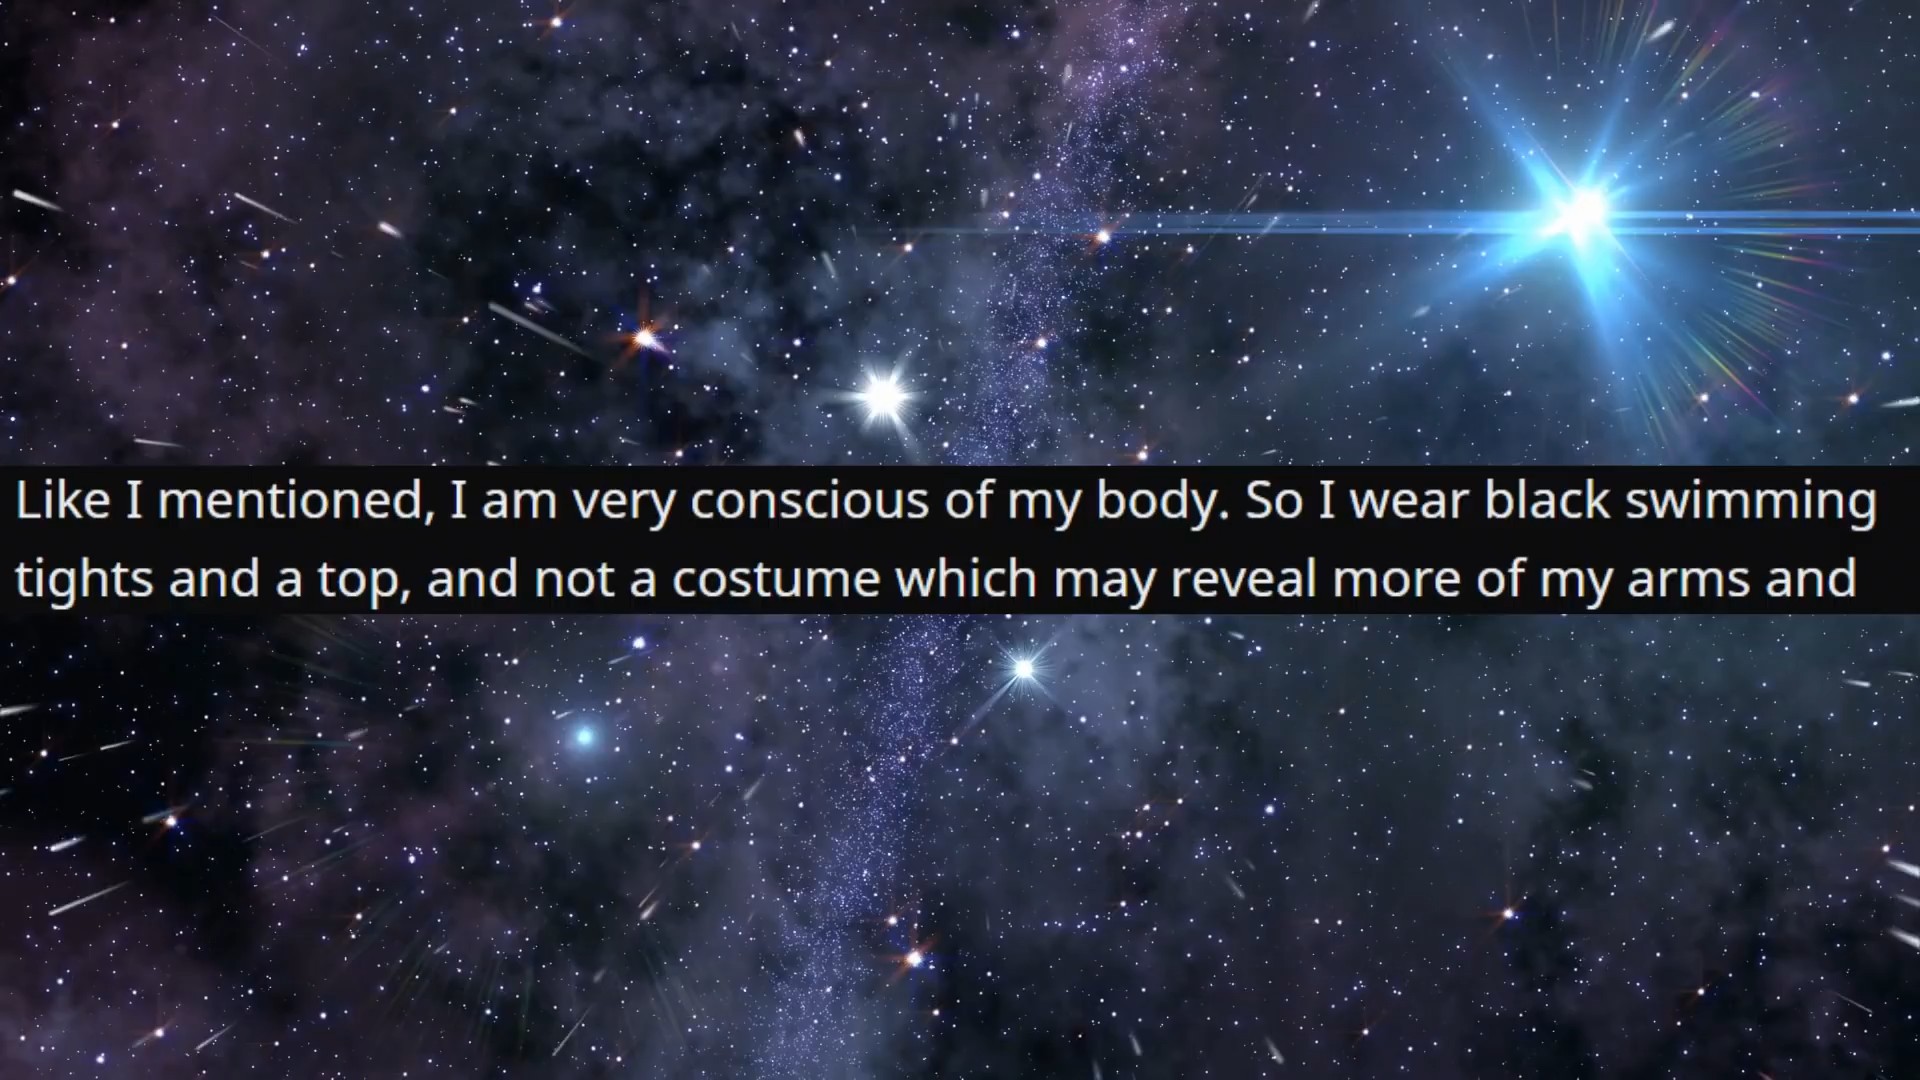 Like I mentioned, I am very conscious of my body. So I wear black swimming
tights and a top, and not a costume which may reveal more of my arms and